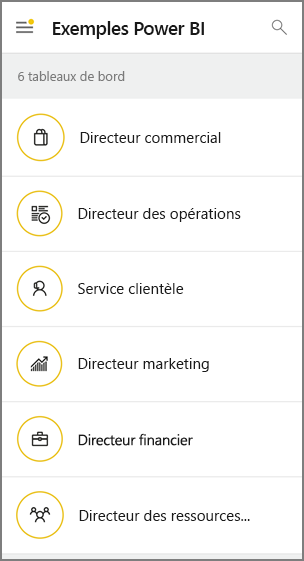 Exemples Power BI
6 tableaux de bord
Directeur commercial
Directeur des opérations
Service clientèle
Directeur marketing
Directeur financier
Directeur des ressources...